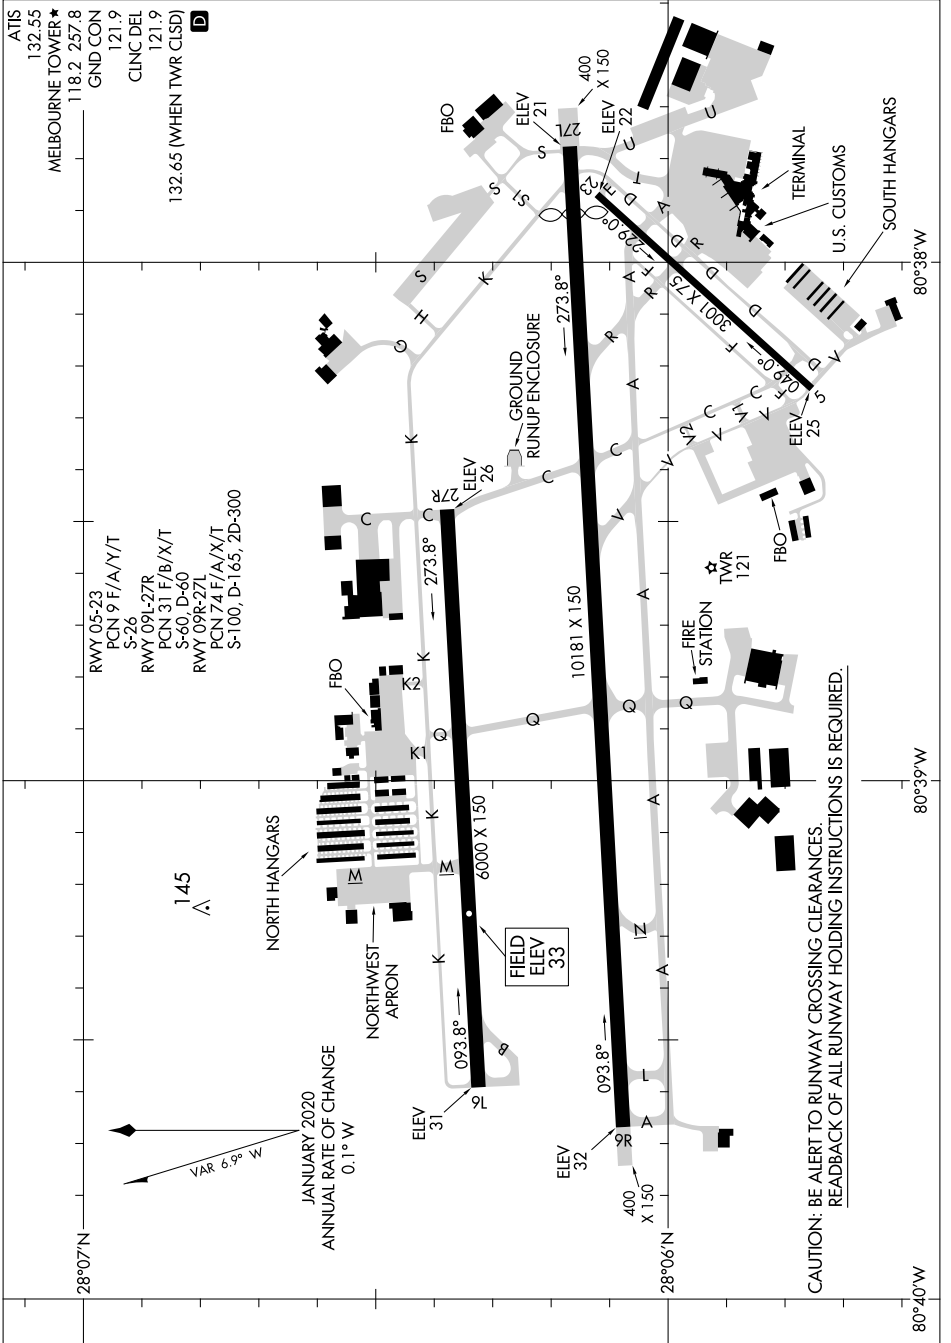 ATIS
132.55
MELBOURNE TOWER★
118.2 257.8
GND CON
121.9
CLNC DEL
121.9
132.65 (WHEN TWR CLSD)
D
RWY 05-23
PCN 9 F/A/Y/T
S-26
RWY 09L-27R
PCN 31 F/B/X/T
S-60, D-60
RWY 09R-27L
PCN 74 F/A/X/T
S-100, D-165, 2D-300
VAR 6.9° W
JANUARY 2020
ANNUAL RATE OF CHANGE
0.1° W
28°07'N
28°06'N
80°40'W
80°39'W
80°38'W
145
NORTH HANGARS
NORTHWEST
APRON
M
M
FBO
K1
K2
K
K
K
K
K
K
C
C
C
C
C
G
H
S
S
S
S1
FBO
ELEV
31
9L
093.8°
B
FIELD
ELEV
33
6000 X 150
Q
Q
Q
Q
273.8°
27R
ELEV
26
GROUND
RUNUP ENCLOSURE
400
X 150
ELEV
32
9R
093.8°
10181 X 150
273.8°
27L
ELEV
21
400
X 150
A
L
A
N
A
A
A
A
A
V
V
V2
V
V1
V
V
R
R
R
F
F
F
D
D
D
D
D
E
T
U
U
ELEV
22
23
229.0°
3001 X 75
049.0°
5
ELEV
25
TERMINAL
U.S. CUSTOMS
SOUTH HANGARS
TWR
121
FBO
FIRE
STATION
CAUTION: BE ALERT TO RUNWAY CROSSING CLEARANCES.
READBACK OF ALL RUNWAY HOLDING INSTRUCTIONS IS REQUIRED.